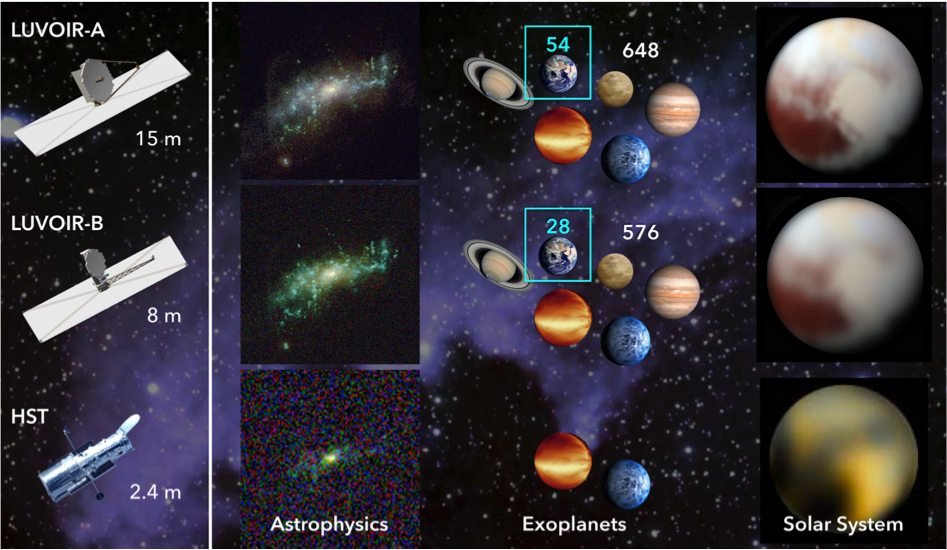 LUVOIR-A
15 m
54
648
LUVOIR-B
8 m
28
576
HST
2.4 m
Astrophysics
Exoplanets
Solar System